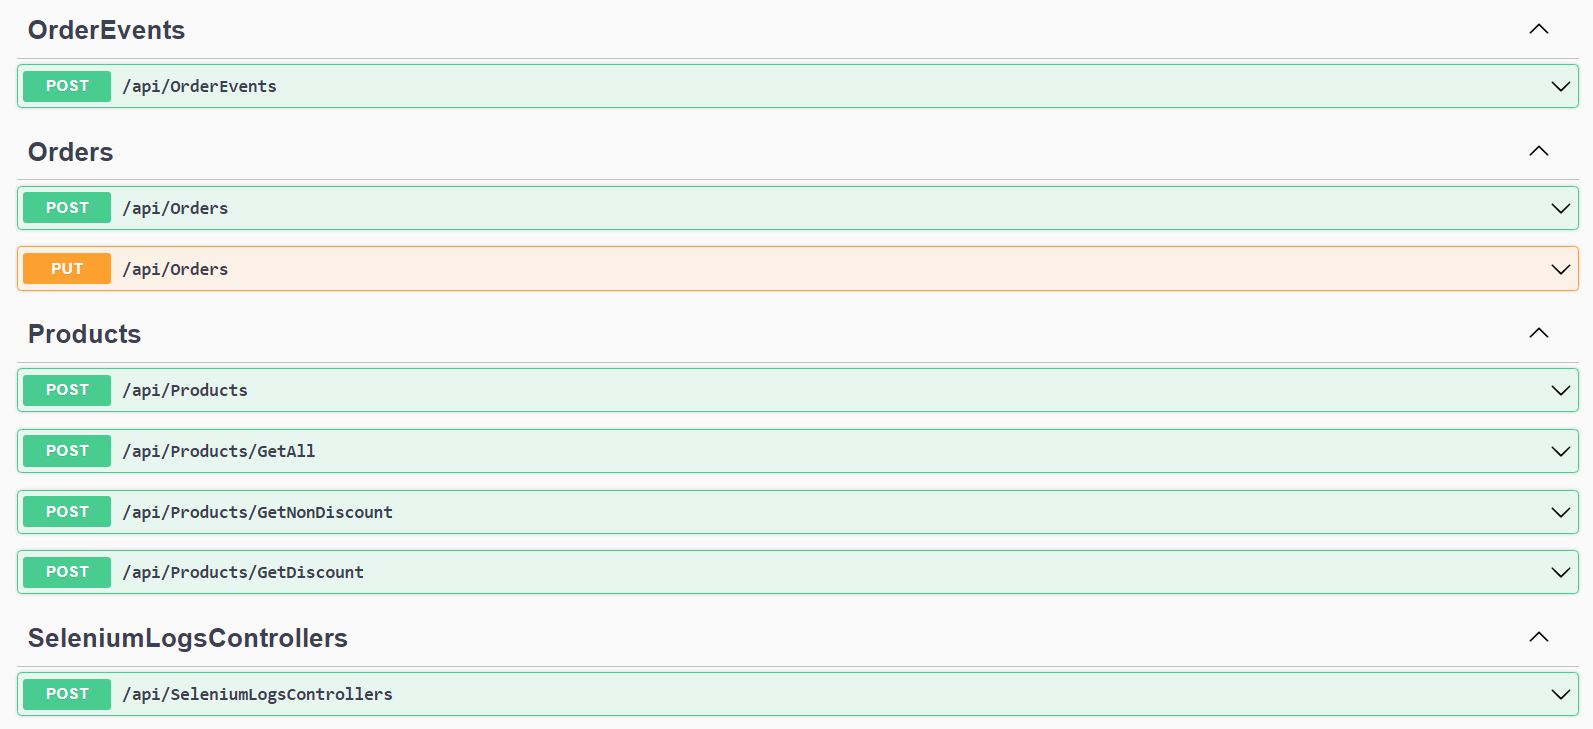 OrderEvents
POST /api/OrderEvents
Orders
POST /api/Orders
PUT /api/Orders
Products
POST /api/Products
POST /api/Products/GetAll
POST /api/Products/GetNonDiscount
POST /api/Products/GetDiscount
SeleniumLogsControllers
POST /api/SeleniumLogsControllers